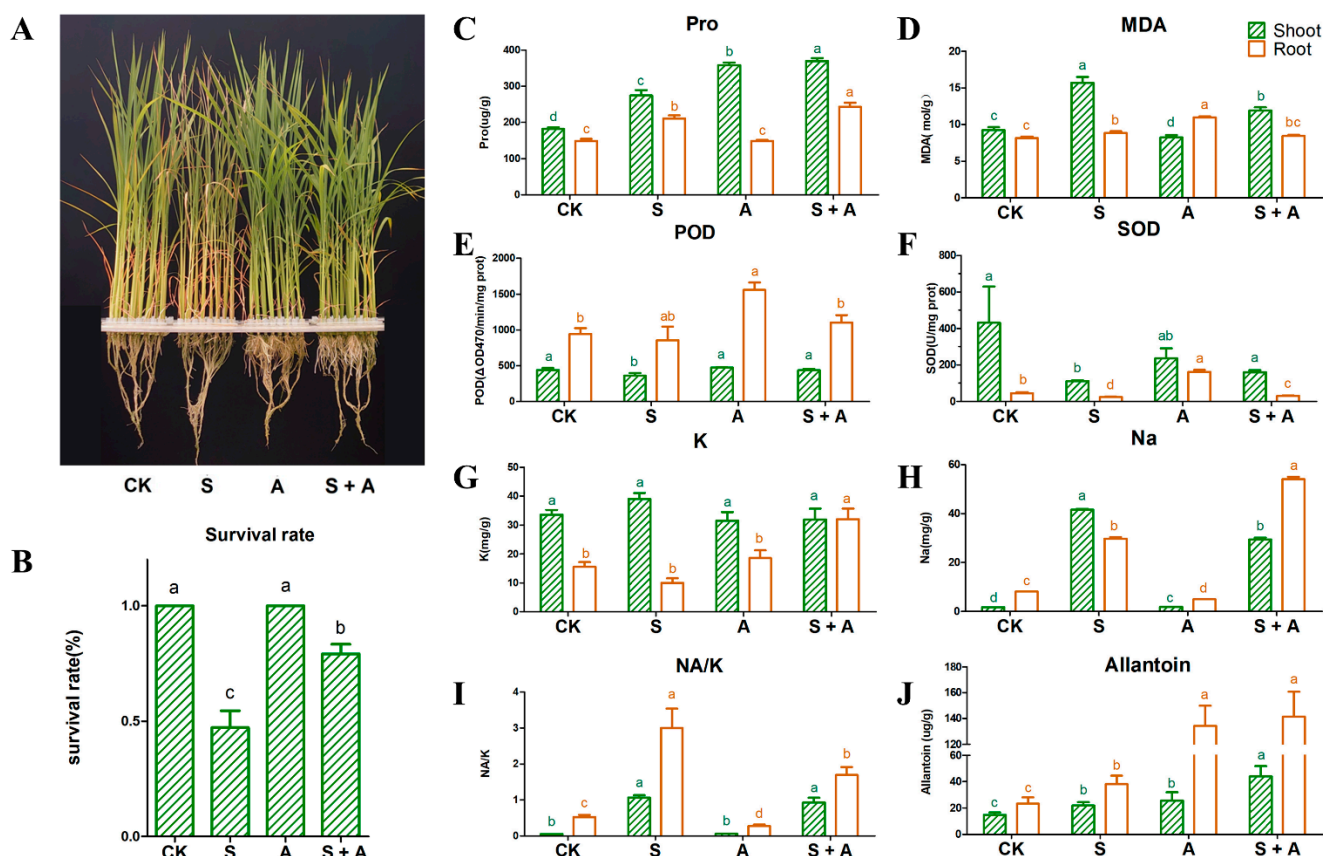 A
CK S A S + A
B
Survival rate
survival rate(%)
1.0
0.5
0.0
a
c
a
b
CK S A S + A
C
Pro
Pro(ug/g)
400
300
200
100
0
d c
c b
b c
a a
CK S A S + A
D
MDA
Shoot
Root
MDA( mol/g)
20
15
10
5
0
c c
a b
d a
b bc
CK S A S + A
E
POD
POD(ΔOD470/min/mg prot)
2000
1500
1000
500
0
a b
b ab
a a
a b
CK S A S + A
F
SOD
SOD(U/mg prot)
800
600
400
200
0
a b
b d
ab a
b c
CK S A S + A
G
K
K(mg/g)
50
40
30
20
10
0
a b
a b
a b
a a
CK S A S + A
H
Na
Na(mg/g)
60
40
20
0
d c
a b
c d
b a
CK S A S + A
I
NA/K
NA/K
4
3
2
1
0
b c
a a
b d
a b
CK S A S + A
J
Allantoin
Allantoin (ug/g)
180
160
140
120
60
40
20
0
c c
b b
b a
a a
CK S A S + A